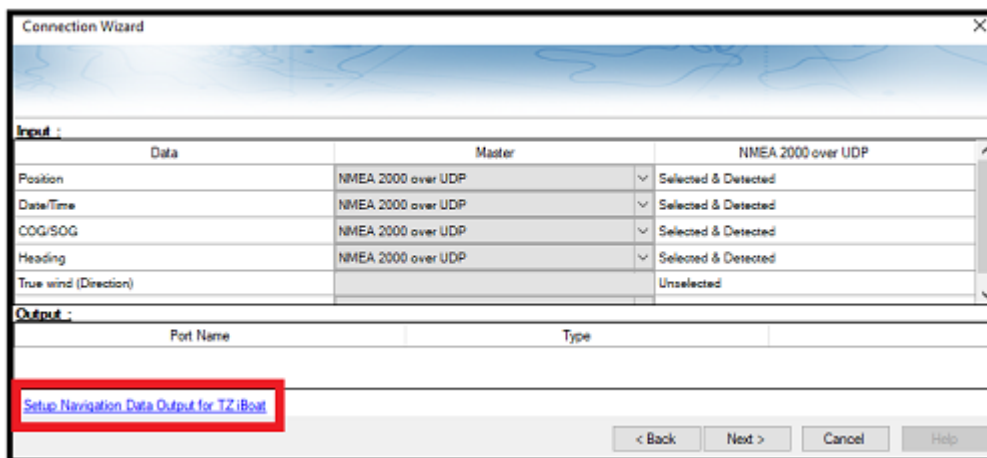 Connection Wizard
Input :
Data Master NMEA 2000 over UDP
Position NMEA 2000 over UDP Selected & Detected
Date/Time NMEA 2000 over UDP Selected & Detected
COG/SOG NMEA 2000 over UDP Selected & Detected
Heading NMEA 2000 over UDP Selected & Detected
True wind (Direction) Unselected
Output :
Port Name Type
Setup Navigation Data Output for TZ iBoat
< Back Next > Cancel Help